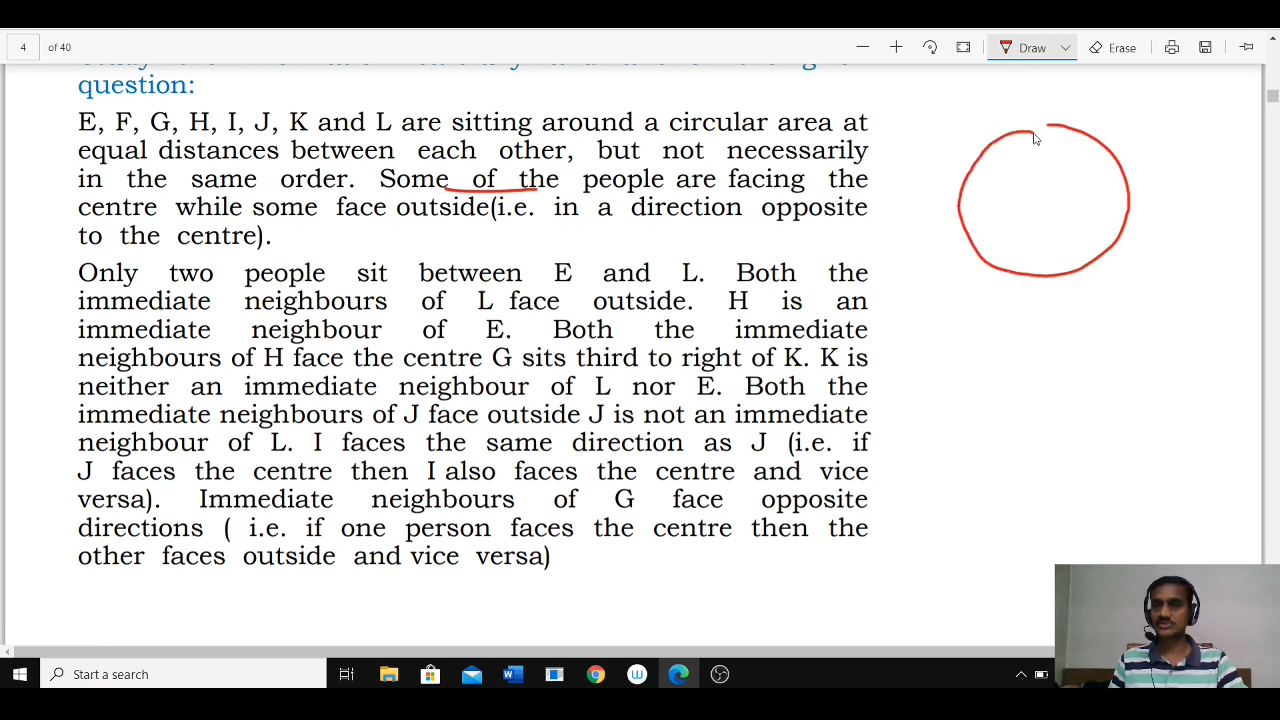 4 of 40
Draw
Erase
question:
E, F, G, H, I, J, K and L are sitting around a circular area at
equal distances between each other, but not necessarily
in the same order. Some of the people are facing the
centre while some face outside(i.e. in a direction opposite
to the centre).
Only two people sit between E and L. Both the
immediate neighbours of L face outside. H is an
immediate neighbour of E. Both the immediate
neighbours of H face the centre G sits third to right of K. K is
neither an immediate neighbour of L nor E. Both the
immediate neighbours of J face outside J is not an immediate
neighbour of L. I faces the same direction as J (i.e. if
J faces the centre then I also faces the centre and vice
versa). Immediate neighbours of G face opposite
directions ( i.e. if one person faces the centre then the
other faces outside and vice versa)
Start a search